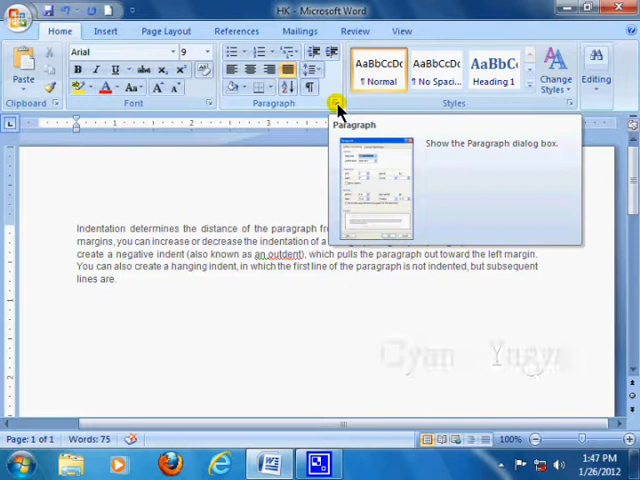 HK - Microsoft Word
Home Insert Page Layout References Mailings Review View
Arial 9
Paste
Clipboard Font Paragraph Styles
AaBbCcDc AaBbCcDc AaBbCc
¶ Normal ¶ No Spaci... Heading 1
Change
Styles
Editing
Paragraph
Show the Paragraph dialog box.
Indentation determines the distance of the paragraph
margins, you can increase or decrease the indentation of a
create a negative indent (also known as an outdent), which pulls the paragraph out toward the left margin.
You can also create a hanging indent, in which the first line of the paragraph is not indented, but subsequent
lines are.
Gyan
Page: 1 of 1 Words: 75 100%
1:47 PM
1/26/2012